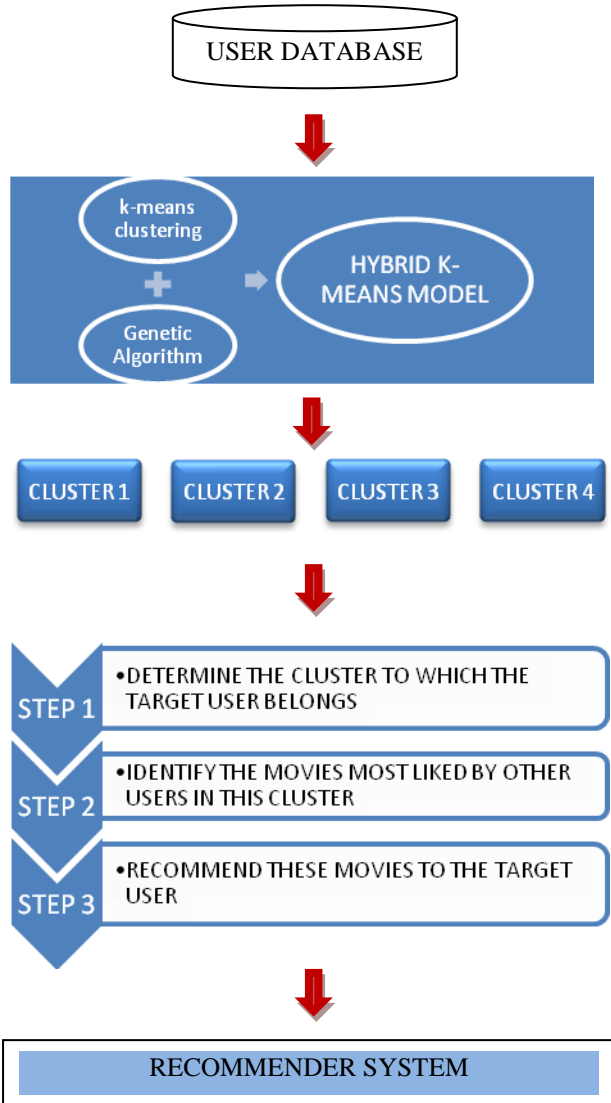 USER DATABASE
k-means
clustering
Genetic
Algorithm
HYBRID K-
MEANS MODEL
CLUSTER 1
CLUSTER 2
CLUSTER 3
CLUSTER 4
STEP 1
•DETERMINE THE CLUSTER TO WHICH THE
TARGET USER BELONGS
STEP 2
•IDENTIFY THE MOVIES MOST LIKED BY OTHER
USERS IN THIS CLUSTER
STEP 3
•RECOMMEND THESE MOVIES TO THE TARGET
USER
RECOMMENDER SYSTEM